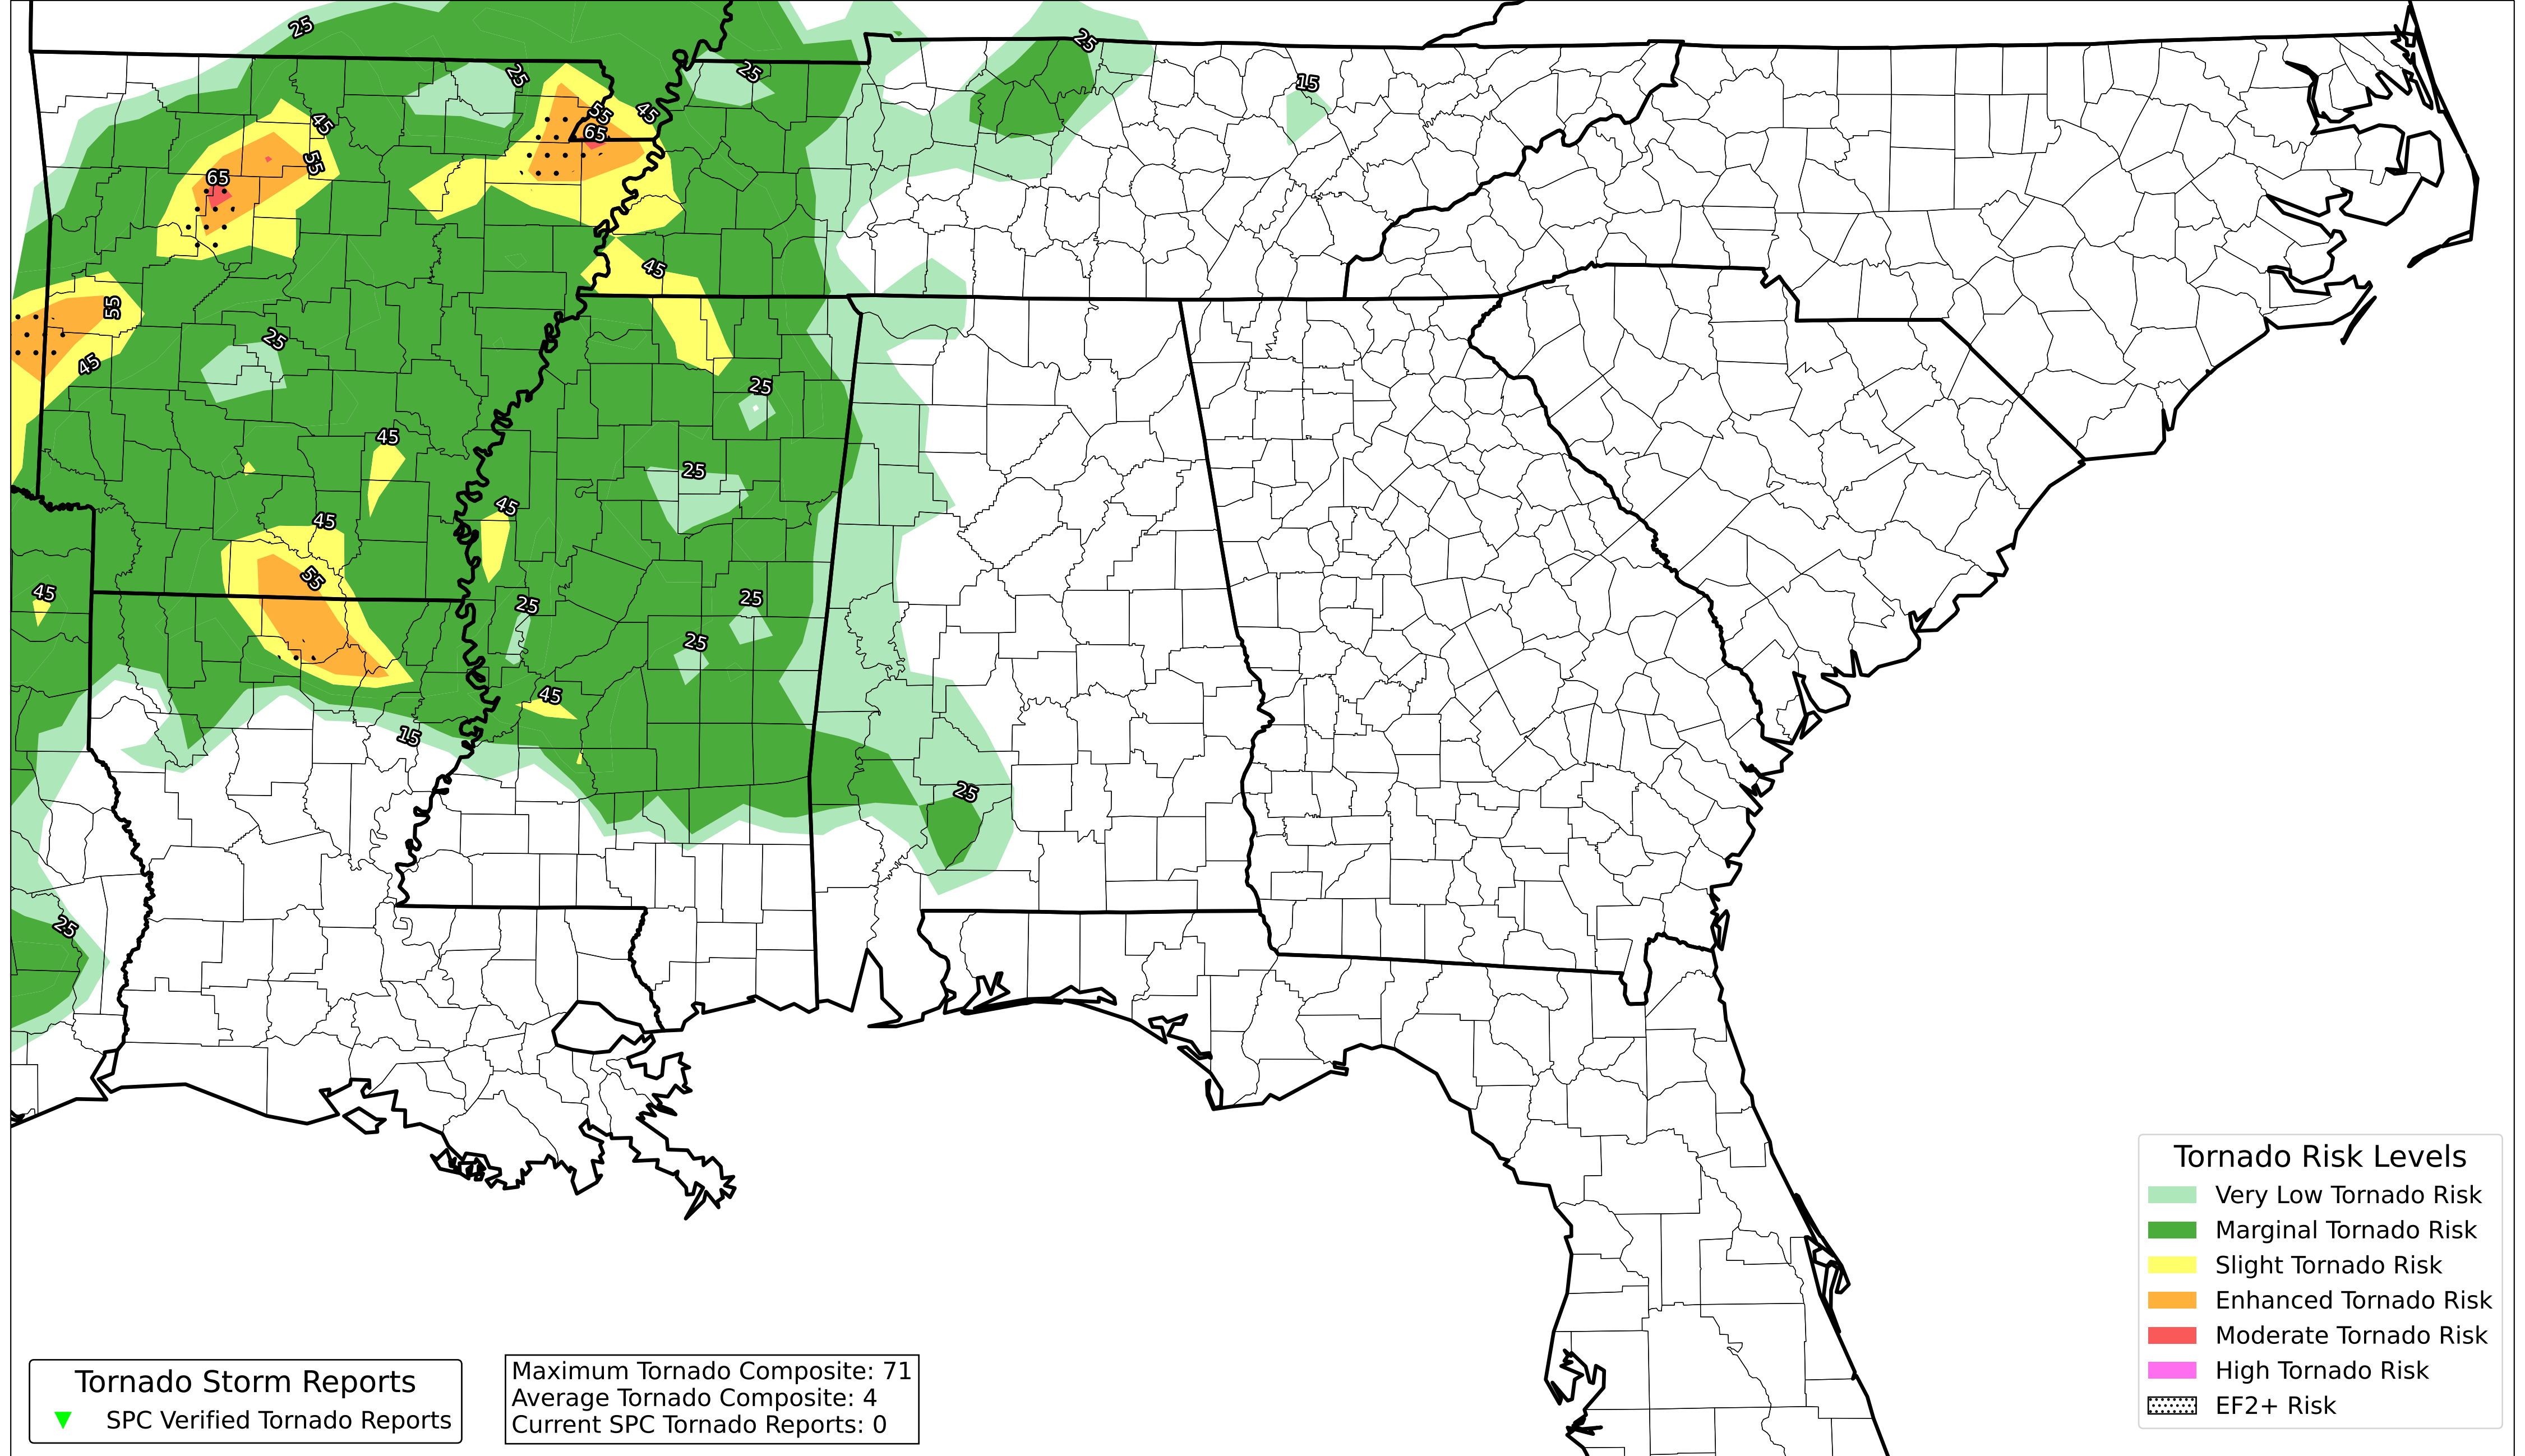 25
25
25
25
15
45
55
65
45
45
55
65
45
55
25
45
25
45
25
45
45
55
45
25
25
25
45
15
25
25
Tornado Risk Levels
Very Low Tornado Risk
Marginal Tornado Risk
Slight Tornado Risk
Enhanced Tornado Risk
Moderate Tornado Risk
High Tornado Risk
EF2+ Risk
Tornado Storm Reports
SPC Verified Tornado Reports
Maximum Tornado Composite: 71
Average Tornado Composite: 4
Current SPC Tornado Reports: 0